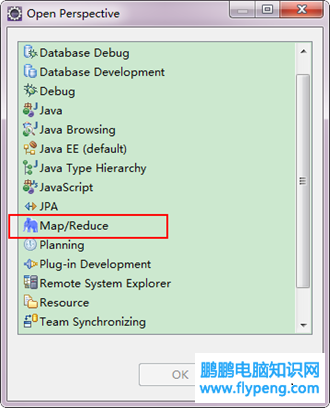 Open Perspective
Database Debug
Database Development
Debug
Java
Java Browsing
Java EE (default)
Java Type Hierarchy
JavaScript
JPA
Map/Reduce
Planning
Plug-in Development
Remote System Explorer
Resource
Team Synchronizing
OK
鹏鹏电脑知识网
www.flypeng.com